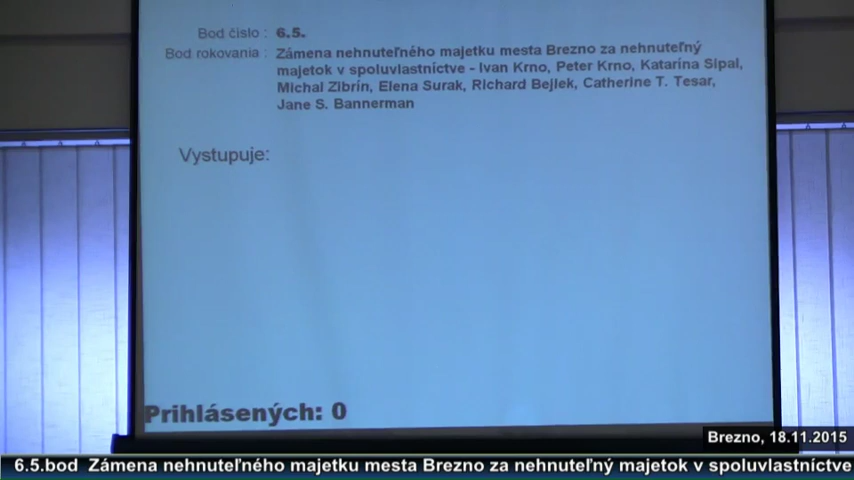 Bod číslo : 6.5.
Bod rokovania : Zámena nehnuteľného majetku mesta Brezno za nehnuteľný
majetok v spoluvlastníctve - Ivan Krno, Peter Krno, Katarína Sipal,
Michal Zibrín, Elena Surak, Richard Bejlek, Catherine T. Tesar,
Jane S. Bannerman
Vystupuje:
Prihlásených: 0
Brezno, 18.11.2015
6.5.bod Zámena nehnuteľného majetku mesta Brezno za nehnuteľný majetok v spoluvlastníctve